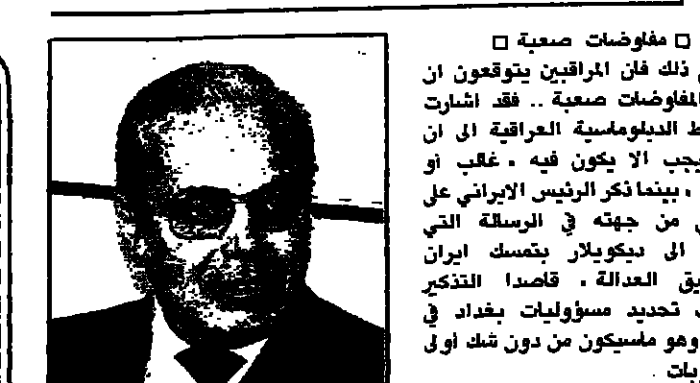 □ مفاوضات صعبة □
ذلك فان المراقبين يتوقعون ان
المفاوضات صعبة .. فقد اشارت
الدبلوماسية العراقية الى ان
يجب الا يكون فيه ، غالب أو
، بينما ذكر الرئيس الايراني على
من جهته في الرسالة التي
الى ديكويلار بتمسك ايران
العدالة ، قاصدا التذكير
تحديد مسؤوليات بغداد في
وهو ماسيكون من دون شك أولى